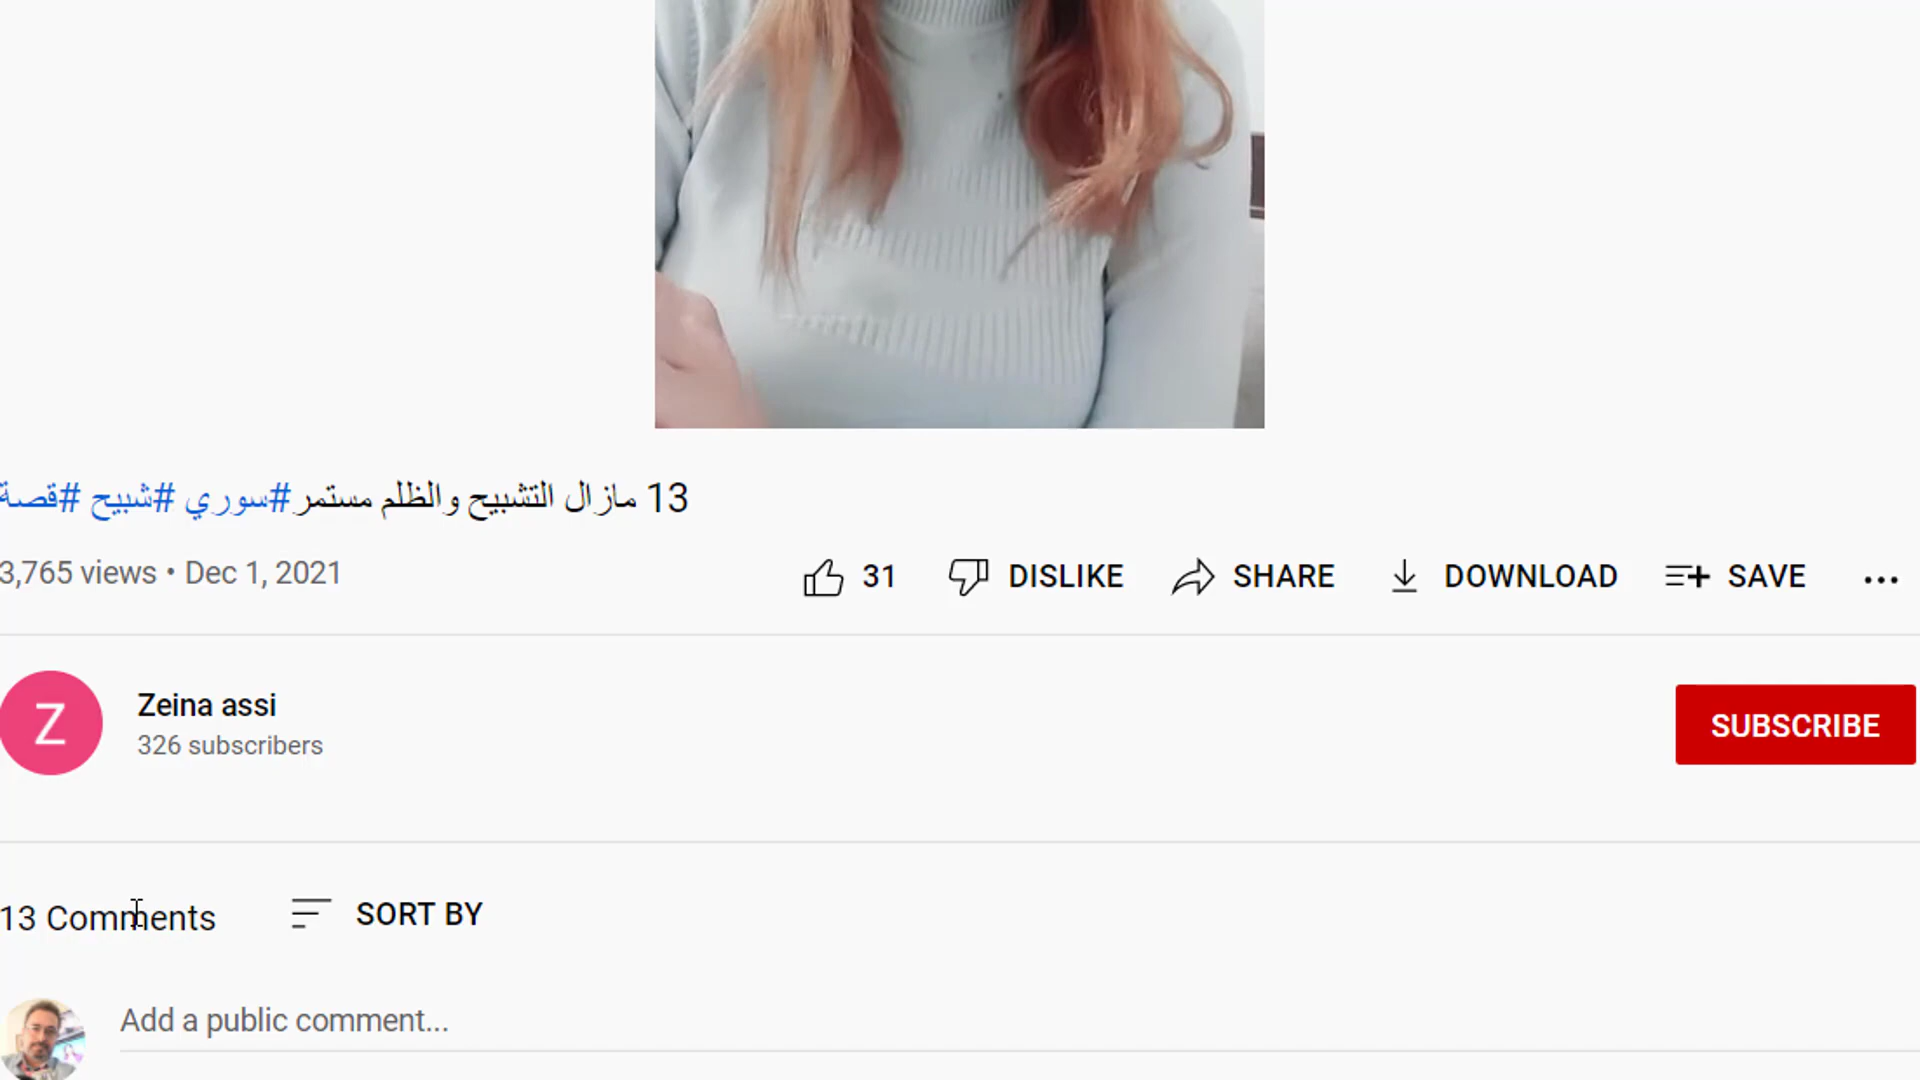 13 مازال التشبيح والظلم مستمر#سوري #شبيح #قصة
3,765 views • Dec 1, 2021
31 DISLIKE SHARE DOWNLOAD SAVE
Z
Zeina assi
326 subscribers
SUBSCRIBE
13 Comments
SORT BY
Add a public comment...